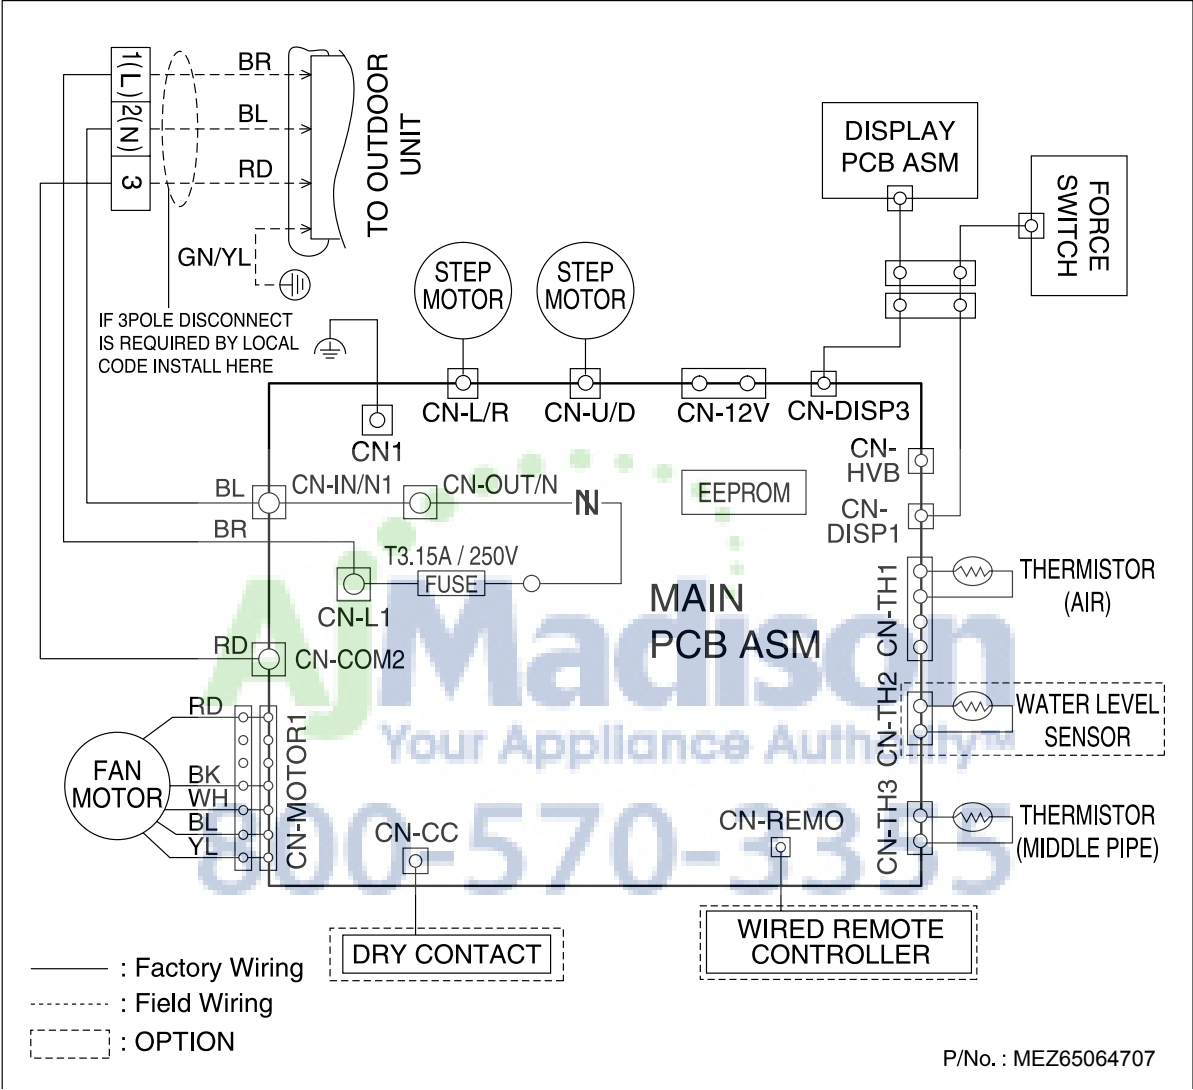 1(L)
2(N)
3
BR
BL
RD
GN/YL
TO OUTDOOR
UNIT
IF 3POLE DISCONNECT
IS REQUIRED BY LOCAL
CODE INSTALL HERE
DISPLAY
PCB ASM
FORCE
SWITCH
STEP
MOTOR
STEP
MOTOR
CN1
CN-L/R
CN-U/D
CN-12V
CN-DISP3
CN-
HVB
CN-
DISP1
BL
CN-IN/N1
CN-OUT/N
EEPROM
BR
T3.15A / 250V
FUSE
CN-L1
MAIN
PCB ASM
CN-TH1
THERMISTOR
(AIR)
RD
CN-COM2
CN-TH2
WATER LEVEL
SENSOR
AjMadison
Your Appliance Authority™
800-570-3355
FAN
MOTOR
RD
BK
WH
BL
YL
CN-MOTOR1
CN-CC
CN-REMO
CN-TH3
THERMISTOR
(MIDDLE PIPE)
DRY CONTACT
WIRED REMOTE
CONTROLLER
: Factory Wiring
: Field Wiring
: OPTION
P/No. : MEZ65064707